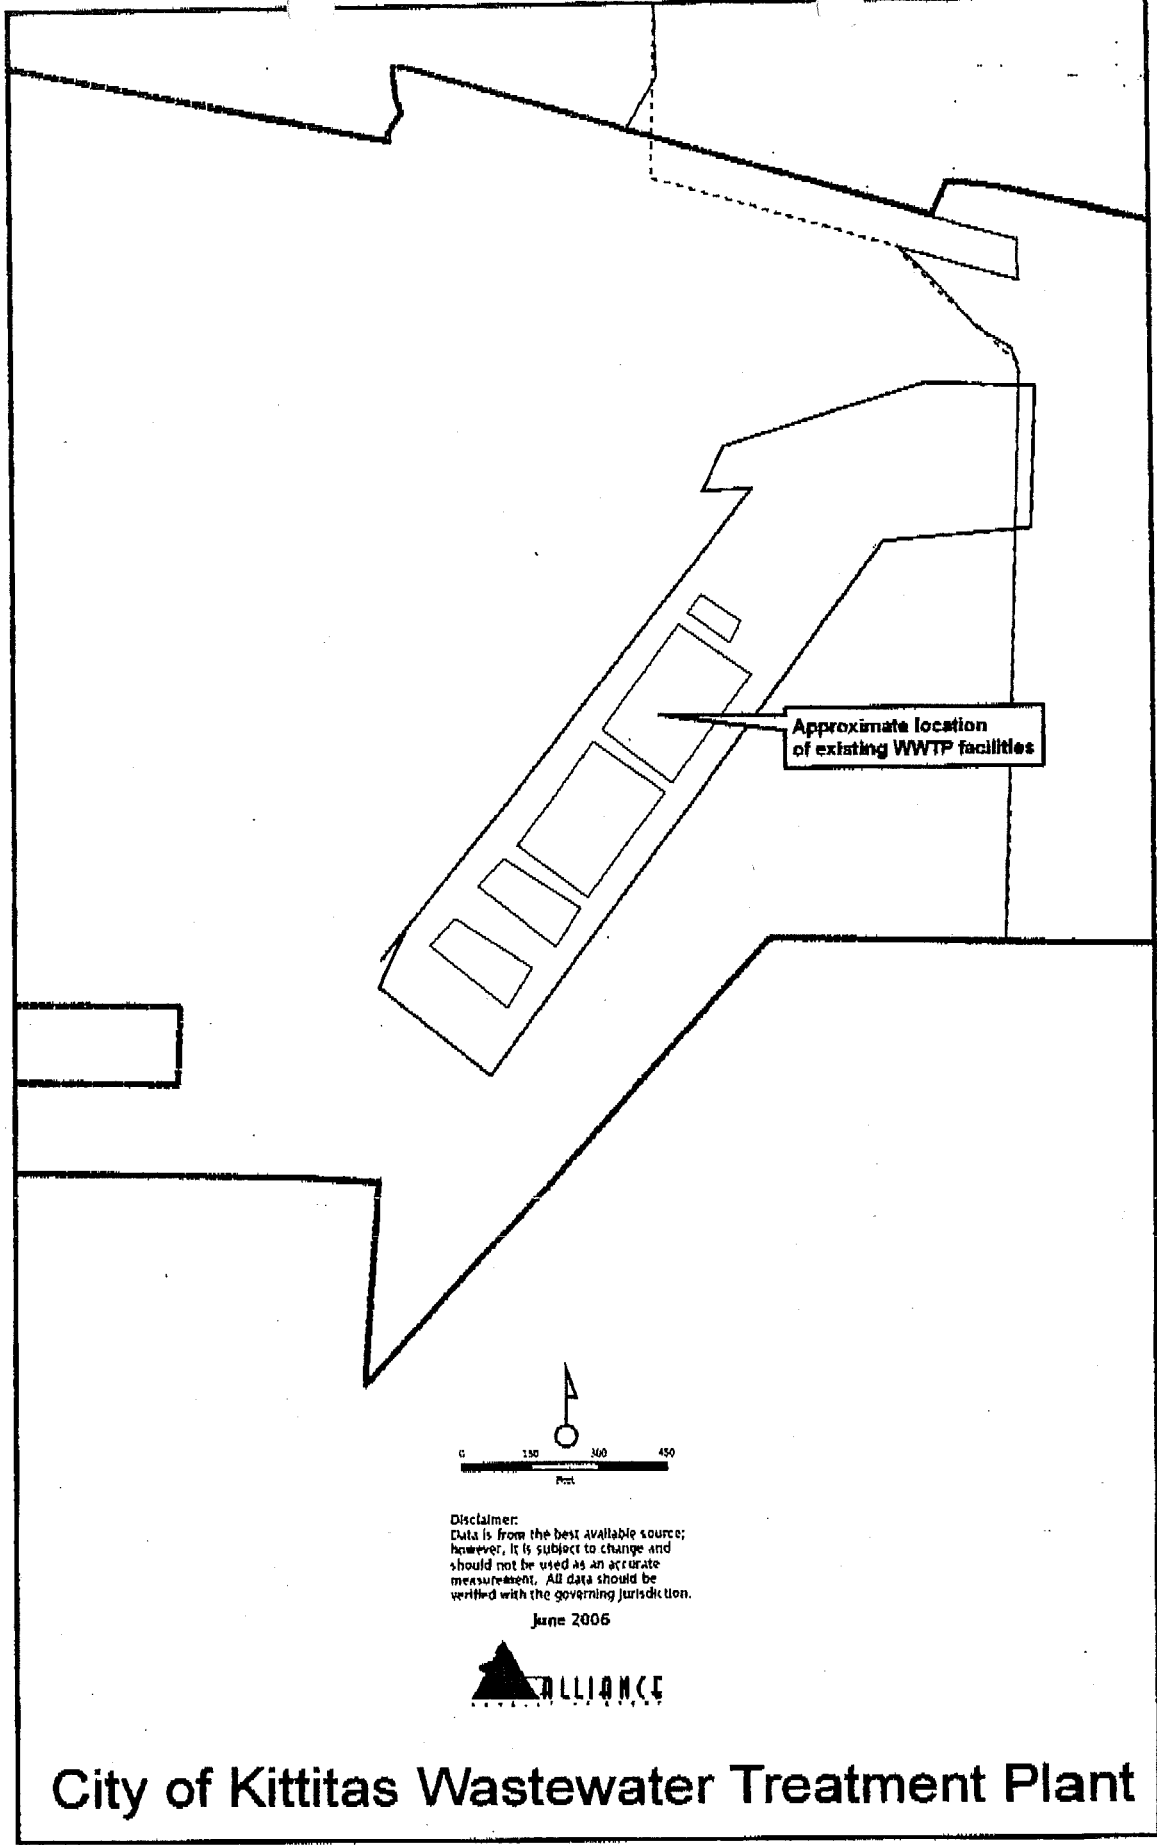 Approximate location
of existing WWTP facilities
0 150 300 450
Feet
Disclaimer:
Data is from the best available source;
however, it is subject to change and
should not be used as an accurate
measurement. All data should be
verified with the governing jurisdiction.
June 2006
ALLIANCE
City of Kittitas Wastewater Treatment Plant